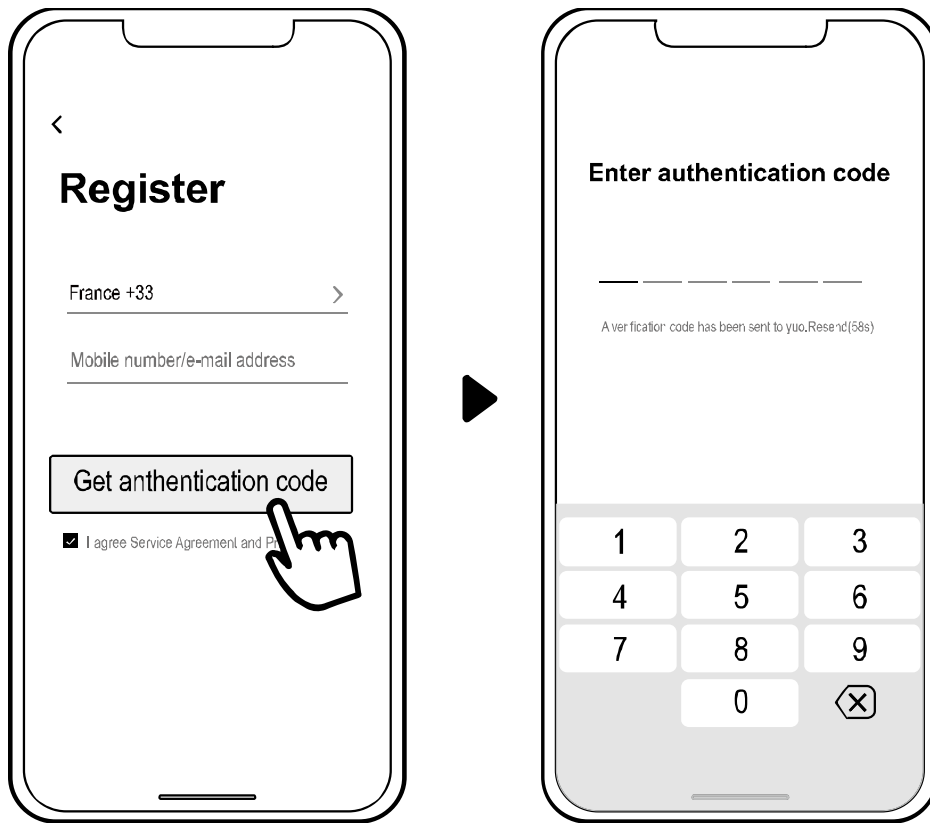 Register
France +33
Mobile number/e-mail address
Get anthentication code
I agree Service Agreement and
Enter authentication code
A verification code has been sent to yuo.Resend(58s)
1 2 3
4 5 6
7 8 9
0